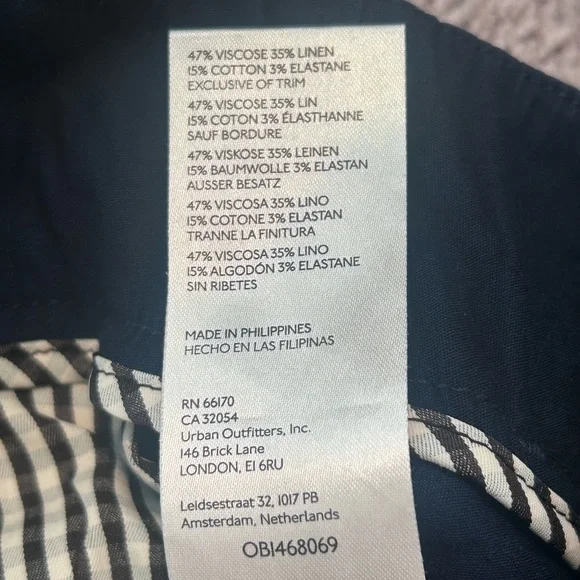 47% VISCOSE 35% LINEN
15% COTTON 3% ELASTANE
EXCLUSIVE OF TRIM
47% VISCOSE 35% LIN
15% COTON 3% ÉLASTHANNE
SAUF BORDURE
47% VISKOSE 35% LEINEN
15% BAUMWOLLE 3% ELASTAN
AUSSER BESATZ
47% VISCOSA 35% LINO
15% COTONE 3% ELASTAN
TRANNE LA FINITURA
47% VISCOSA 35% LINO
15% ALGODÓN 3% ELASTANE
SIN RIBETES
MADE IN PHILIPPINES
HECHO EN LAS FILIPINAS
RN 66170
CA 32054
Urban Outfitters, Inc.
146 Brick Lane
LONDON, E1 6RU
Leidsestraat 32, 1017 PB
Amsterdam, Netherlands
OB1468069